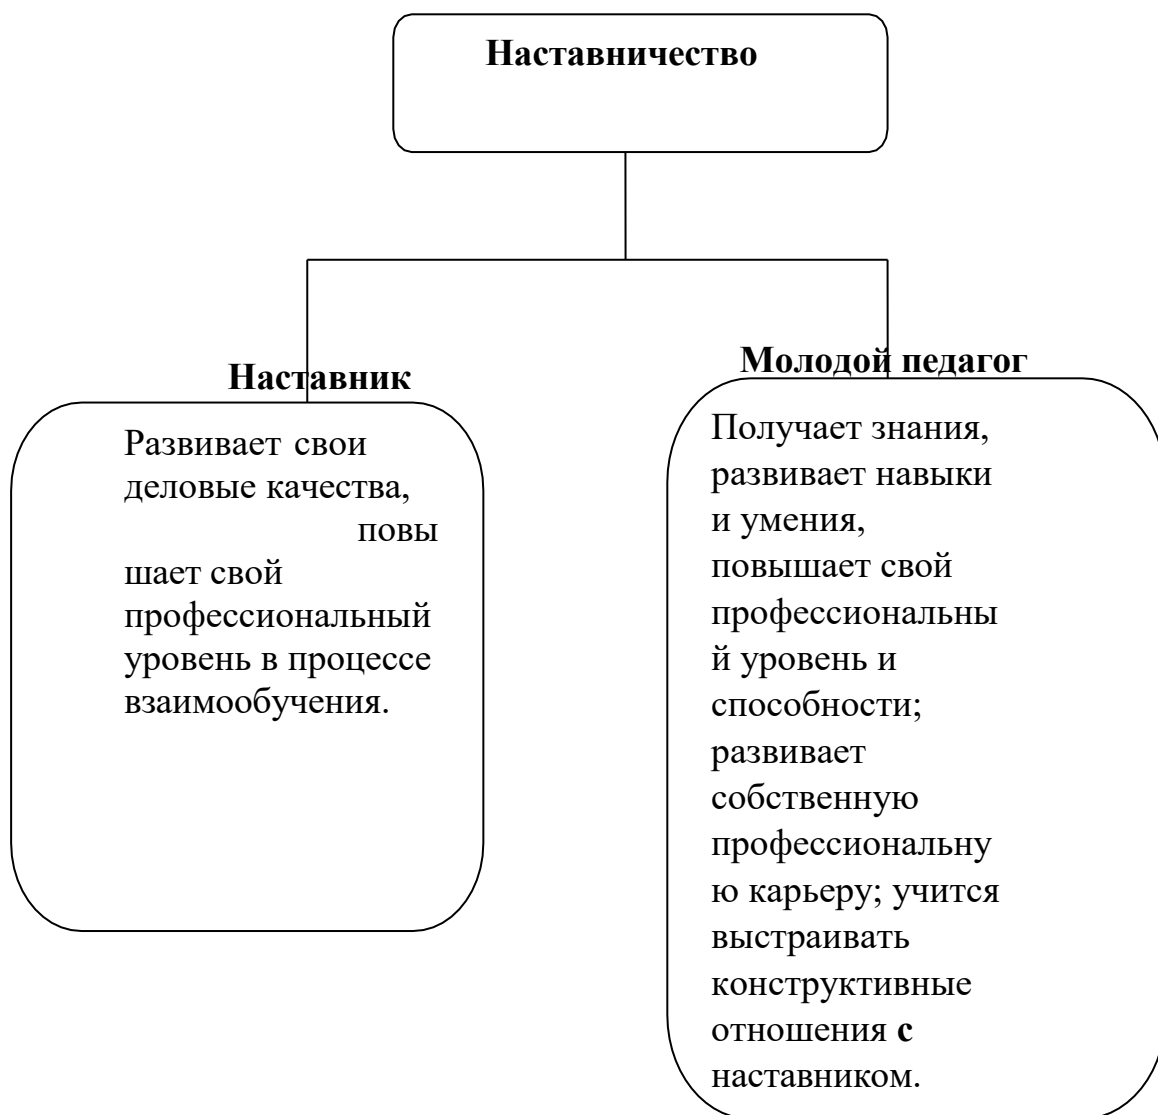 Наставничество
Наставник
Развивает свои
деловые качества,
повы
шает свой
профессиональный
уровень в процессе
взаимообучения.
Молодой педагог
Получает знания,
развивает навыки
и умения,
повышает свой
профессиональны
й уровень и
способности;
развивает
собственную
профессиональну
ю карьеру; учится
выстраивать
конструктивные
отношения с
наставником.